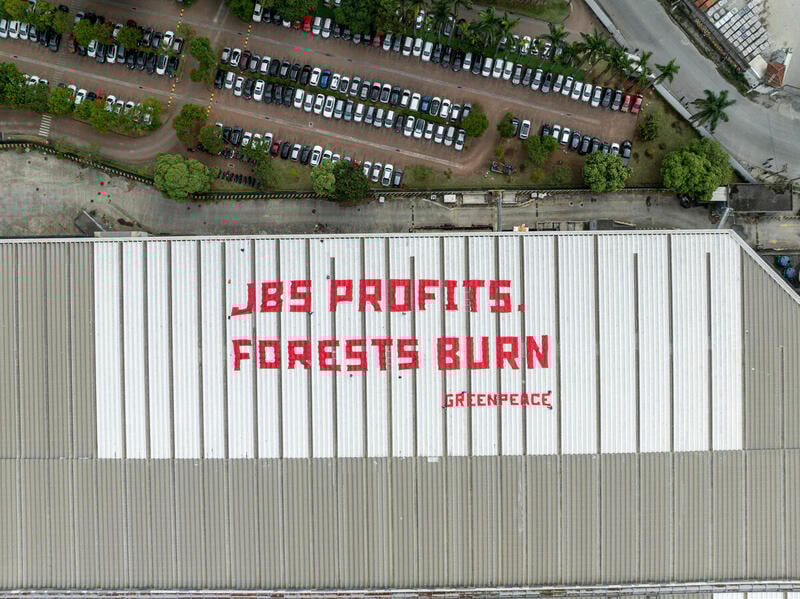 JBS PROFITS.
FORESTS BURN
GREENPEACE